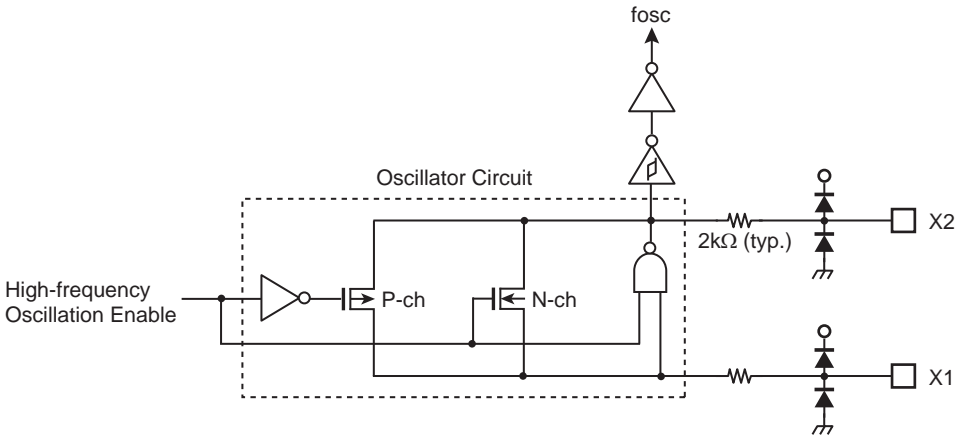 fosc
Oscillator Circuit
X2
2kΩ (typ.)
High-frequency
Oscillation Enable
P-ch
N-ch
X1